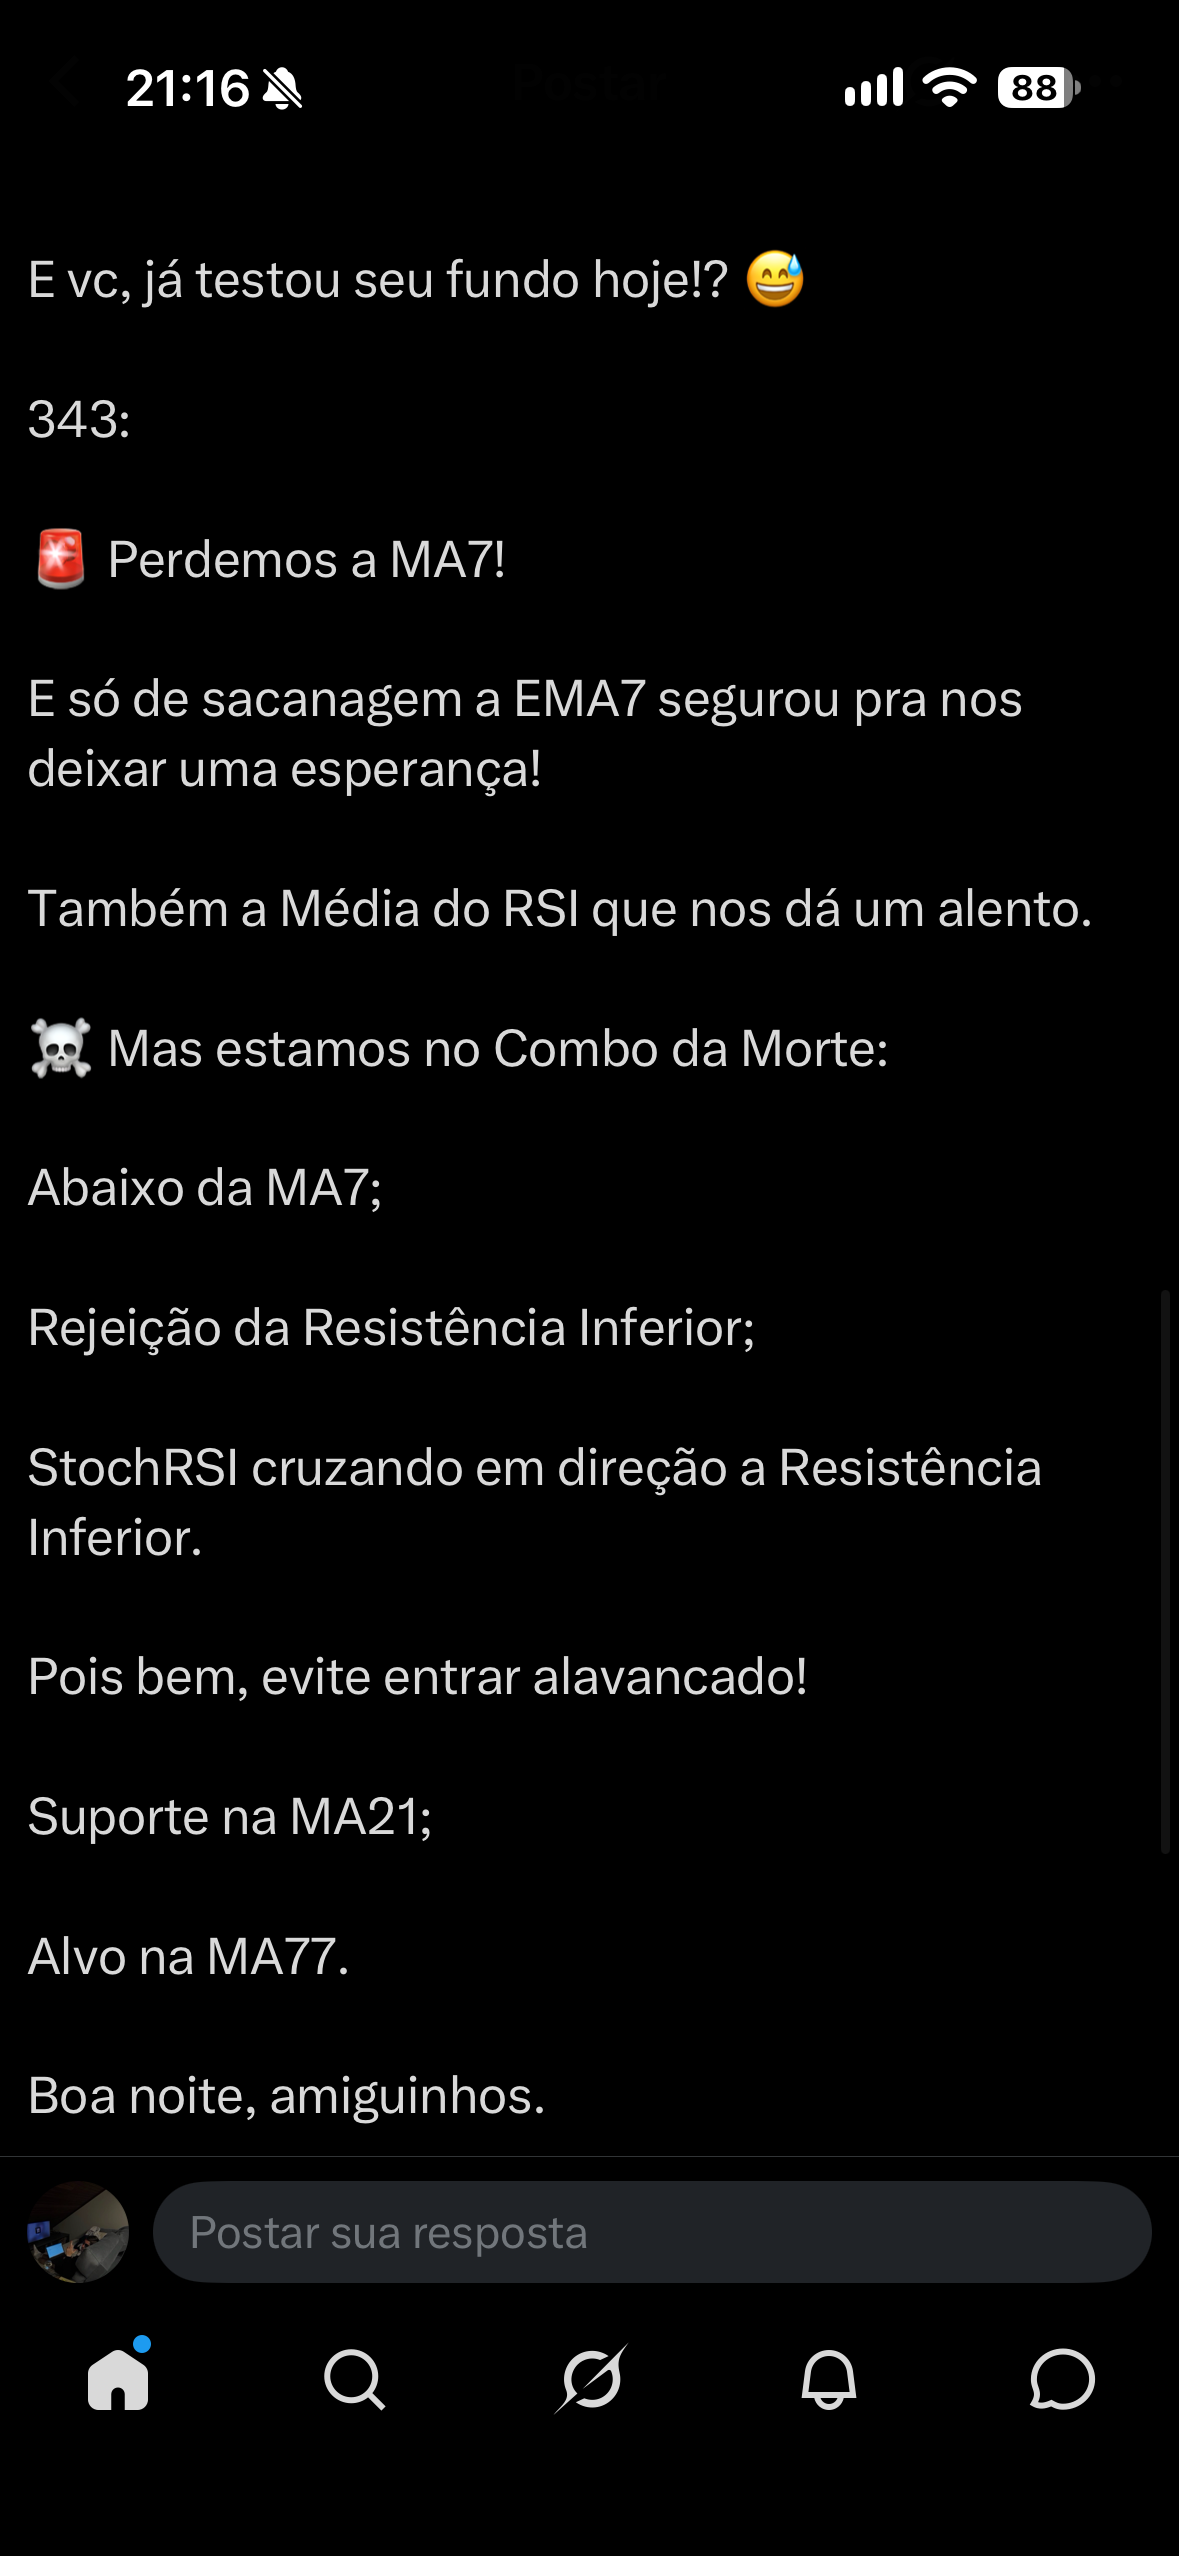 21:16
88
Postar
E vc, já testou seu fundo hoje!? 😅
343:
🚨 Perdemos a MA7!
E só de sacanagem a EMA7 segurou pra nos
deixar uma esperança!
Também a Média do RSI que nos dá um alento.
☠️ Mas estamos no Combo da Morte:
Abaixo da MA7;
Rejeição da Resistência Inferior;
StochRSI cruzando em direção a Resistência
Inferior.
Pois bem, evite entrar alavancado!
Suporte na MA21;
Alvo na MA77.
Boa noite, amiguinhos.
Postar sua resposta